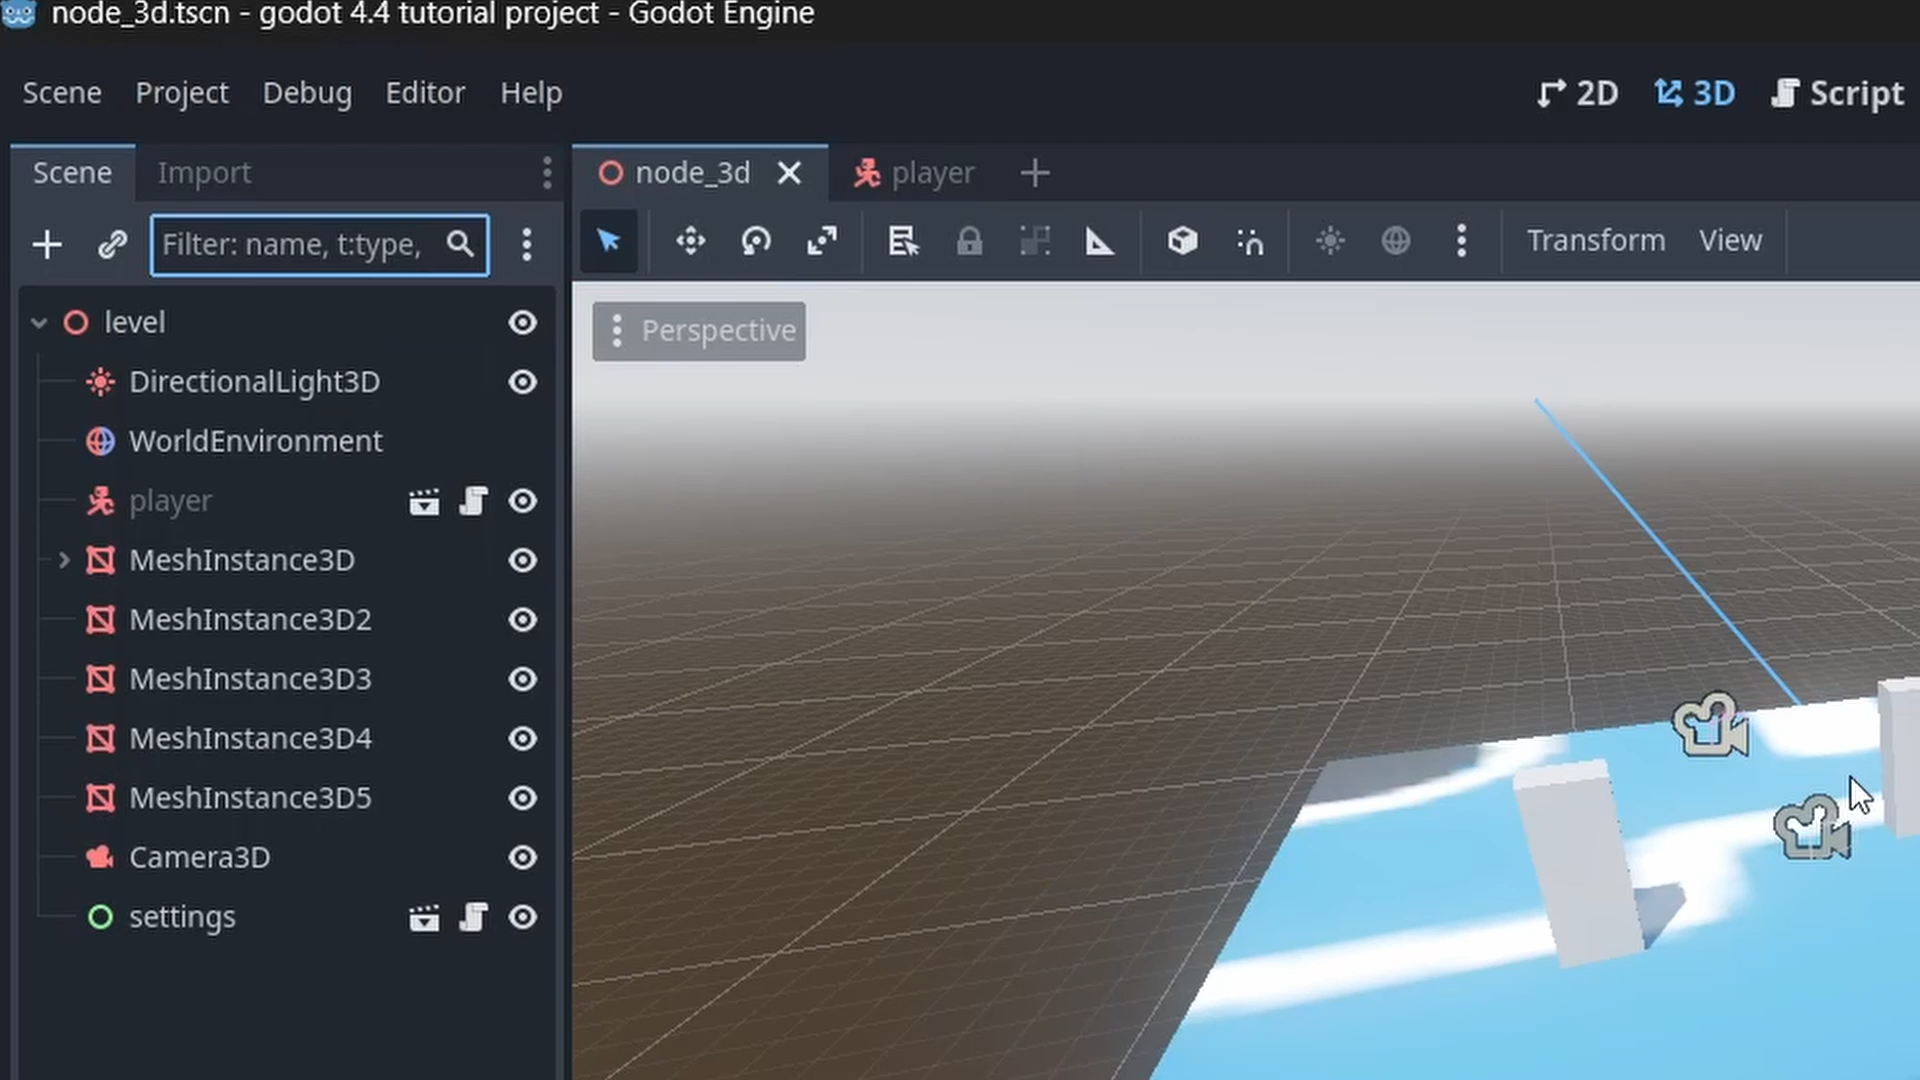 node_3d.tscn - godot 4.4 tutorial project - Godot Engine
Scene Project Debug Editor Help
2D 3D Script
Scene Import
node_3d player
Filter: name, t:type,
Transform View
Perspective
level
DirectionalLight3D
WorldEnvironment
player
MeshInstance3D
MeshInstance3D2
MeshInstance3D3
MeshInstance3D4
MeshInstance3D5
Camera3D
settings